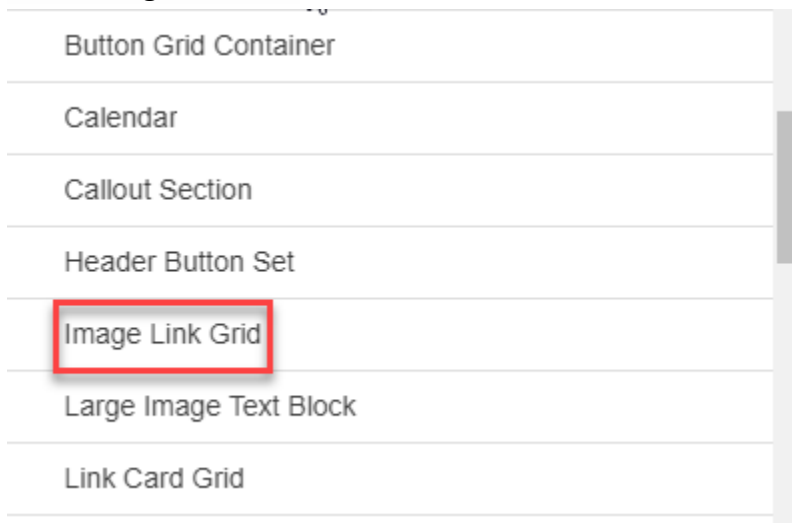 Button Grid Container
Calendar
Callout Section
Header Button Set
Image Link Grid
Large Image Text Block
Link Card Grid